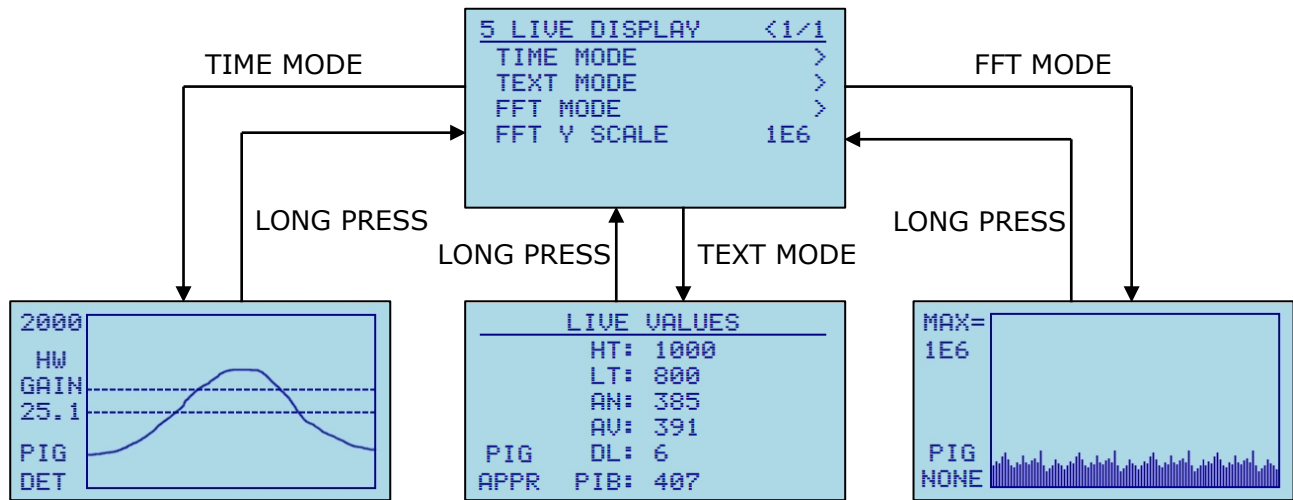 5 LIVE DISPLAY <1/1
TIME MODE >
TEXT MODE >
FFT MODE >
FFT Y SCALE 1E6
TIME MODE
FFT MODE
LONG PRESS
LONG PRESS
TEXT MODE
LONG PRESS
2000
HW
GAIN
25.1
PIG
DET
LIVE VALUES
HT: 1000
LT: 800
AN: 385
AV: 391
PIG DL: 6
APPR PIB: 407
MAX=
1E6
PIG
NONE